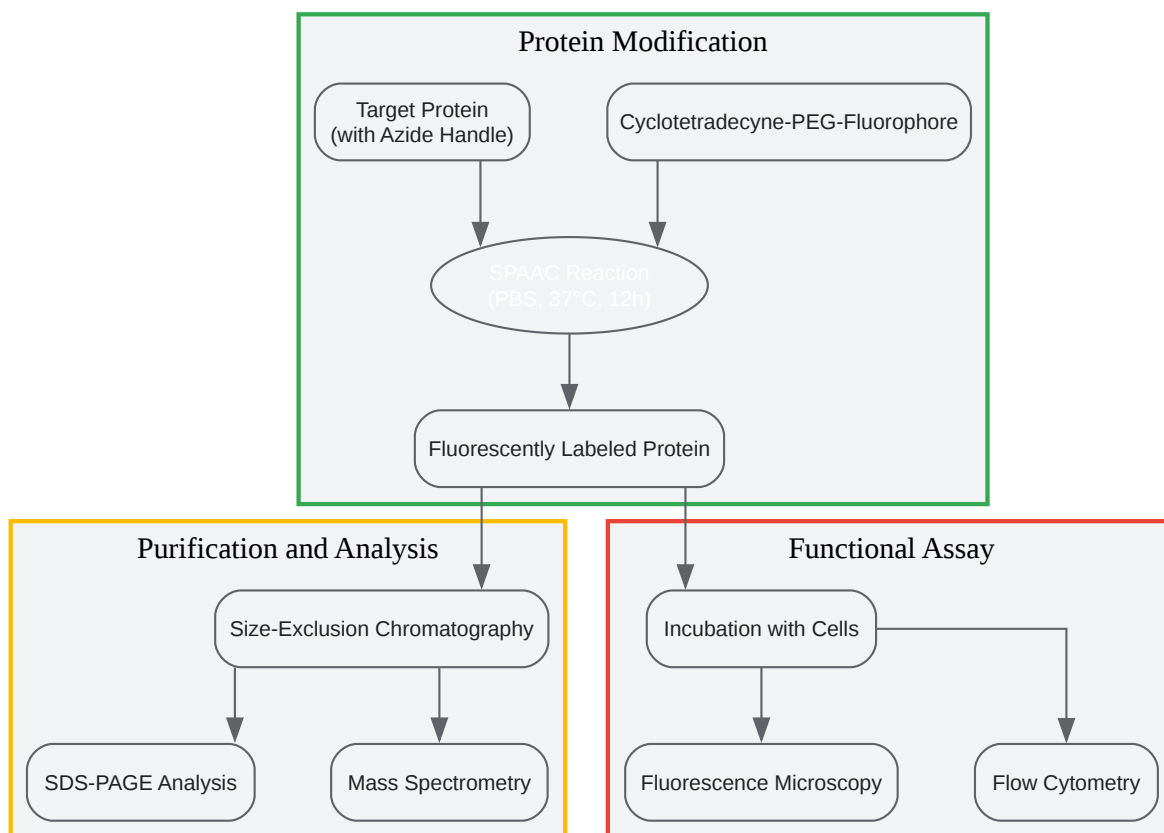 Protein Modification
Target Protein
(with Azide Handle)
Cyclotetradecyne-PEG-Fluorophore
SPAAC Reaction
(PBS, 37°C, 12h)
Fluorescently Labeled Protein
Purification and Analysis
Size-Exclusion Chromatography
SDS-PAGE Analysis
Mass Spectrometry
Functional Assay
Incubation with Cells
Fluorescence Microscopy
Flow Cytometry